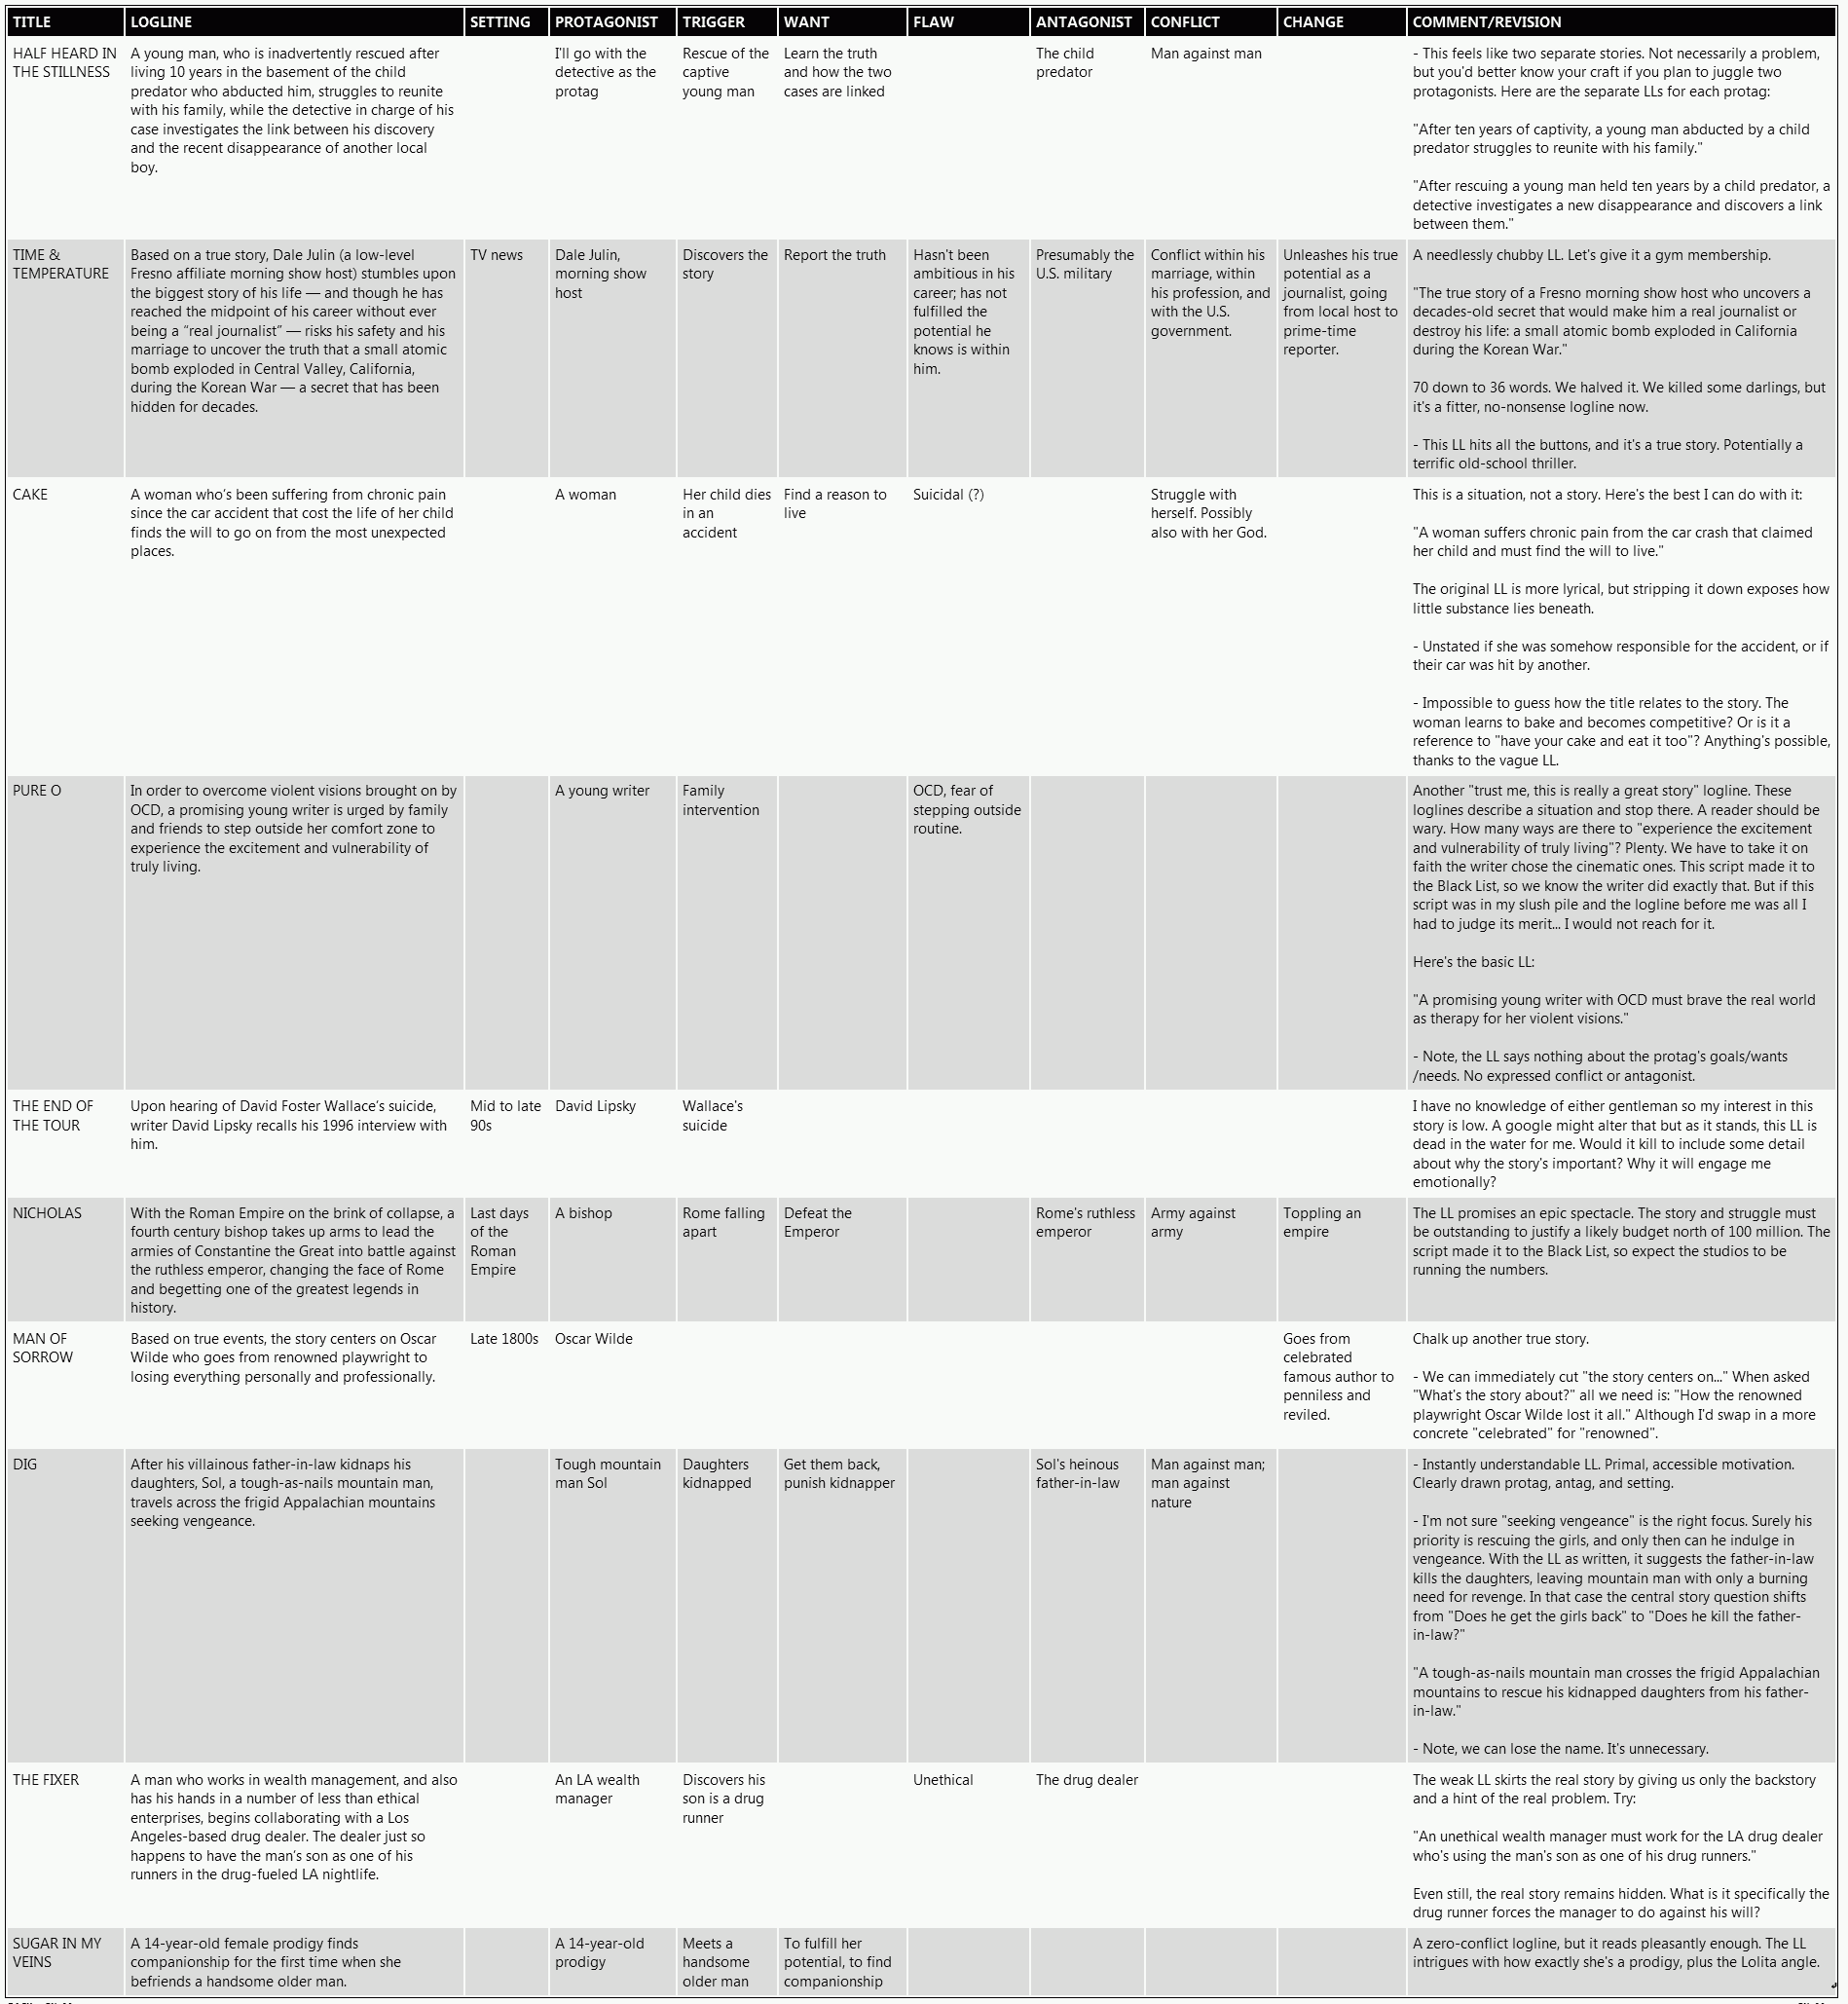 TITLE
LOGLINE
SETTING
PROTAGONIST
TRIGGER
WANT
FLAW
ANTAGONIST
CONFLICT
CHANGE
COMMENT/REVISION
HALF HEARD IN
THE STILLNESS
A young man, who is inadvertently rescued after
living 10 years in the basement of the child
predator who abducted him, struggles to reunite
with his family, while the detective in charge of his
case investigates the link between his discovery
and the recent disappearance of another local
boy.
I'll go with the
detective as the
protag
Rescue of the
captive
young man
Learn the truth
and how the two
cases are linked
The child
predator
Man against man
- This feels like two separate stories. Not necessarily a problem,
but you'd better know your craft if you plan to juggle two
protagonists. Here are the separate LLs for each protag:
"After ten years of captivity, a young man abducted by a child
predator struggles to reunite with his family."
"After rescuing a young man held ten years by a child predator, a
detective investigates a new disappearance and discovers a link
between them."
TIME &
TEMPERATURE
Based on a true story, Dale Julin (a low-level
Fresno affiliate morning show host) stumbles upon
the biggest story of his life — and though he has
reached the midpoint of his career without ever
being a “real journalist” — risks his safety and his
marriage to uncover the truth that a small atomic
bomb exploded in Central Valley, California,
during the Korean War — a secret that has been
hidden for decades.
TV news
Dale Julin,
morning show
host
Discovers the
story
Report the truth
Hasn't been
ambitious in his
career; has not
fulfilled the
potential he
knows is within
him.
Presumably the
U.S. military
Conflict within his
marriage, within
his profession, and
with the U.S.
government.
Unleashes his true
potential as a
journalist, going
from local host to
prime-time
reporter.
A needlessly chubby LL. Let's give it a gym membership.
"The true story of a Fresno morning show host who uncovers a
decades-old secret that would make him a real journalist or
destroy his life: a small atomic bomb exploded in California
during the Korean War."
70 down to 36 words. We halved it. We killed some darlings, but
it's a fitter, no-nonsense logline now.
- This LL hits all the buttons, and it's a true story. Potentially a
terrific old-school thriller.
CAKE
A woman who’s been suffering from chronic pain
since the car accident that cost the life of her child
finds the will to go on from the most unexpected
places.
A woman
Her child dies
in an
accident
Find a reason to
live
Suicidal (?)
Struggle with
herself. Possibly
also with her God.
This is a situation, not a story. Here's the best I can do with it:
"A woman suffers chronic pain from the car crash that claimed
her child and must find the will to live."
The original LL is more lyrical, but stripping it down exposes how
little substance lies beneath.
- Unstated if she was somehow responsible for the accident, or if
their car was hit by another.
- Impossible to guess how the title relates to the story. The
woman learns to bake and becomes competitive? Or is it a
reference to "have your cake and eat it too"? Anything's possible,
thanks to the vague LL.
PURE O
In order to overcome violent visions brought on by
OCD, a promising young writer is urged by family
and friends to step outside her comfort zone to
experience the excitement and vulnerability of
truly living.
A young writer
Family
intervention
OCD, fear of
stepping outside
routine.
Another "trust me, this is really a great story" logline. These
loglines describe a situation and stop there. A reader should be
wary. How many ways are there to "experience the excitement
and vulnerability of truly living"? Plenty. We have to take it on
faith the writer chose the cinematic ones. This script made it to
the Black List, so we know the writer did exactly that. But if this
script was in my slush pile and the logline before me was all I
had to judge its merit... I would not reach for it.
Here's the basic LL:
"A promising young writer with OCD must brave the real world
as therapy for her violent visions."
- Note, the LL says nothing about the protag's goals/wants
/needs. No expressed conflict or antagonist.
THE END OF
THE TOUR
Upon hearing of David Foster Wallace’s suicide,
writer David Lipsky recalls his 1996 interview with
him.
Mid to late
90s
David Lipsky
Wallace's
suicide
I have no knowledge of either gentleman so my interest in this
story is low. A google might alter that but as it stands, this LL is
dead in the water for me. Would it kill to include some detail
about why the story's important? Why it will engage me
emotionally?
NICHOLAS
With the Roman Empire on the brink of collapse, a
fourth century bishop takes up arms to lead the
armies of Constantine the Great into battle against
the ruthless emperor, changing the face of Rome
and begetting one of the greatest legends in
history.
Last days
of the
Roman
Empire
A bishop
Rome falling
apart
Defeat the
Emperor
Rome's ruthless
emperor
Army against
army
Toppling an
empire
The LL promises an epic spectacle. The story and struggle must
be outstanding to justify a likely budget north of 100 million. The
script made it to the Black List, so expect the studios to be
running the numbers.
MAN OF
SORROW
Based on true events, the story centers on Oscar
Wilde who goes from renowned playwright to
losing everything personally and professionally.
Late 1800s
Oscar Wilde
Goes from
celebrated
famous author to
penniless and
reviled.
Chalk up another true story.
- We can immediately cut "the story centers on..." When asked
"What's the story about?" all we need is: "How the renowned
playwright Oscar Wilde lost it all." Although I'd swap in a more
concrete "celebrated" for "renowned".
DIG
After his villainous father-in-law kidnaps his
daughters, Sol, a tough-as-nails mountain man,
travels across the frigid Appalachian mountains
seeking vengeance.
Tough mountain
man Sol
Daughters
kidnapped
Get them back,
punish kidnapper
Sol's heinous
father-in-law
Man against man;
man against
nature
- Instantly understandable LL. Primal, accessible motivation.
Clearly drawn protag, antag, and setting.
- I'm not sure "seeking vengeance" is the right focus. Surely his
priority is rescuing the girls, and only then can he indulge in
vengeance. With the LL as written, it suggests the father-in-law
kills the daughters, leaving mountain man with only a burning
need for revenge. In that case the central story question shifts
from "Does he get the girls back" to "Does he kill the father-
in-law?"
"A tough-as-nails mountain man crosses the frigid Appalachian
mountains to rescue his kidnapped daughters from his father-
in-law."
- Note, we can lose the name. It's unnecessary.
THE FIXER
A man who works in wealth management, and also
has his hands in a number of less than ethical
enterprises, begins collaborating with a Los
Angeles-based drug dealer. The dealer just so
happens to have the man’s son as one of his
runners in the drug-fueled LA nightlife.
An LA wealth
manager
Discovers his
son is a drug
runner
Unethical
The drug dealer
The weak LL skirts the real story by giving us only the backstory
and a hint of the real problem. Try:
"An unethical wealth manager must work for the LA drug dealer
who's using the man's son as one of his drug runners."
Even still, the real story remains hidden. What is it specifically the
drug runner forces the manager to do against his will?
SUGAR IN MY
VEINS
A 14-year-old female prodigy finds
companionship for the first time when she
befriends a handsome older man.
A 14-year-old
prodigy
Meets a
handsome
older man
To fulfill her
potential, to find
companionship
A zero-conflict logline, but it reads pleasantly enough. The LL
intrigues with how exactly she's a prodigy, plus the Lolita angle.